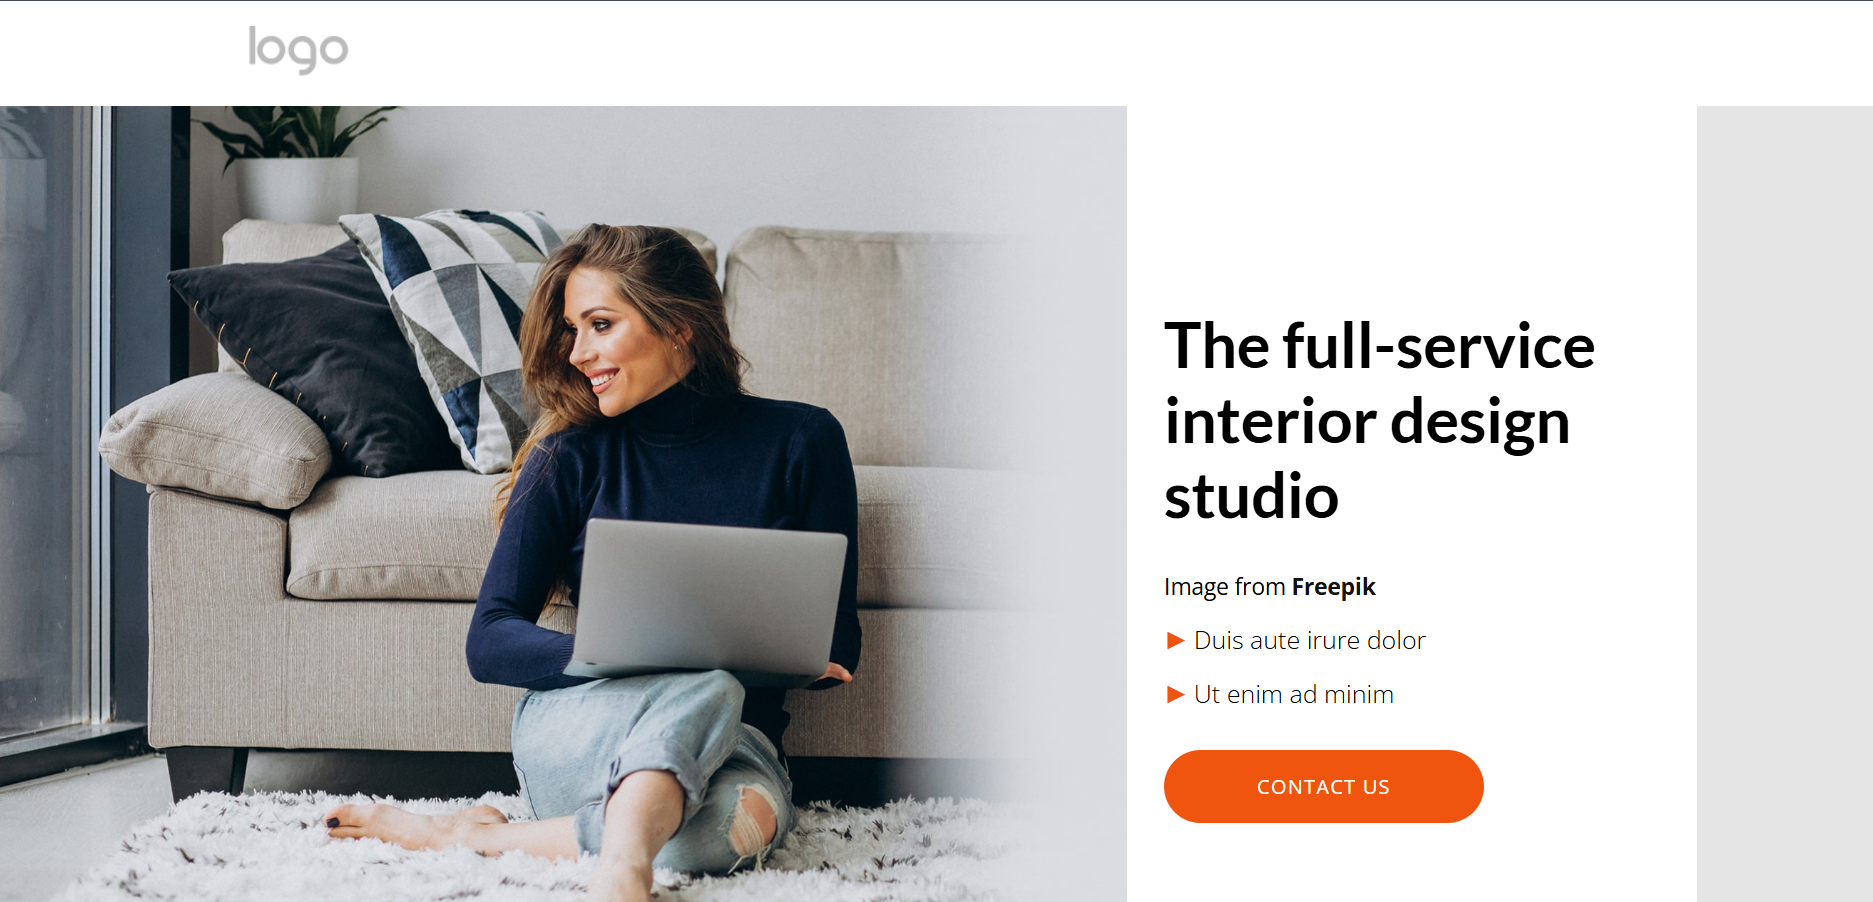 logo
The full-service
interior design
studio
Image from Freepik
► Duis aute irure dolor
► Ut enim ad minim
CONTACT US